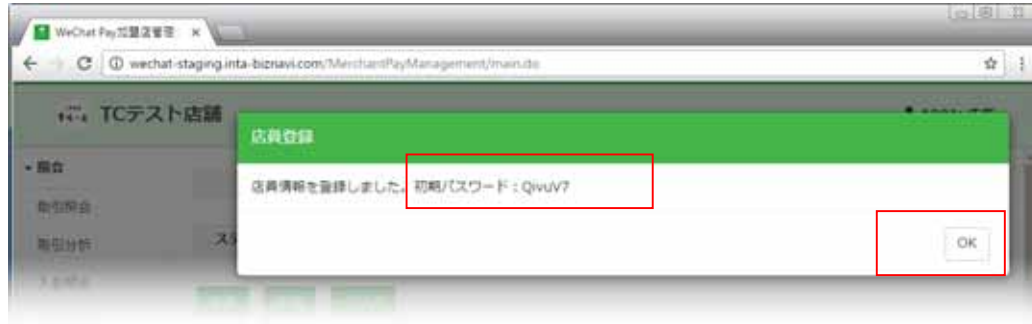 WeChat Pay加盟店管理
wechat-staging.inta-biznavi.com/MerchantPayManagement/main.do
TCテスト店舗
店員登録
照会
店員情報を登録しました。初期パスワード：QivuV7
取引照会
取引分析
OK